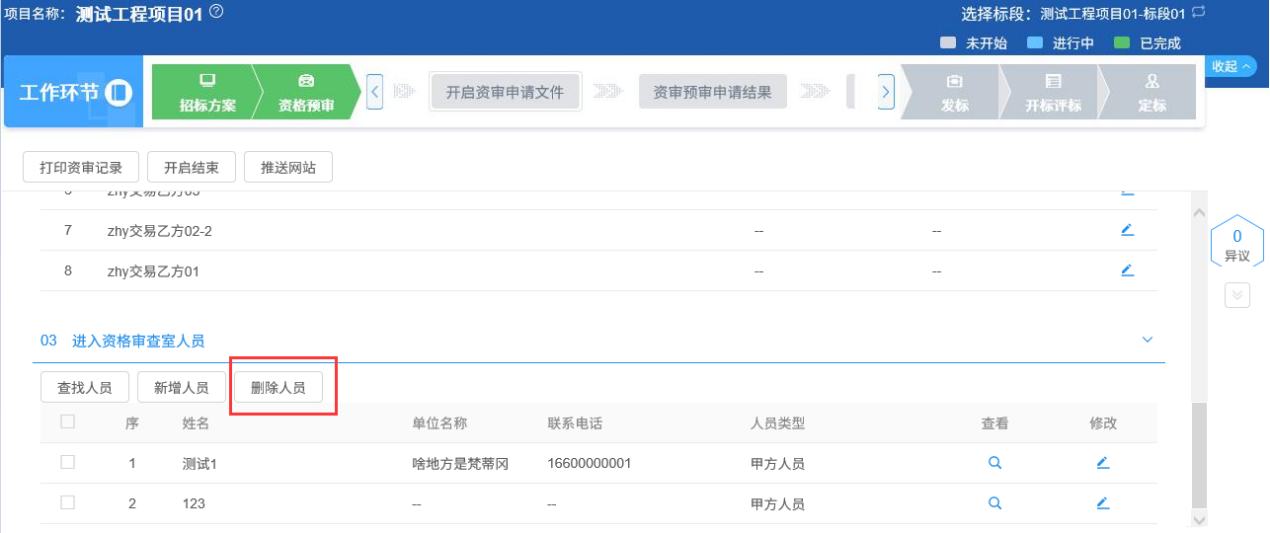 项目名称: 测试工程项目01
选择标段: 测试工程项目01-标段01
未开始 进行中 已完成
收起
工作环节
招标方案 资格预审 开启资审申请文件 资审预审申请结果 发标 开标评标 定标
打印资审记录 开启结束 推送网站
7 zhy交易乙方02-2 -- --
8 zhy交易乙方01 -- --
0
异议
03 进入资格审查室人员
查找人员 新增人员 删除人员
序 姓名 单位名称 联系电话 人员类型 查看 修改
1 测试1 啥地方是梵蒂冈 16600000001 甲方人员
2 123 -- -- 甲方人员